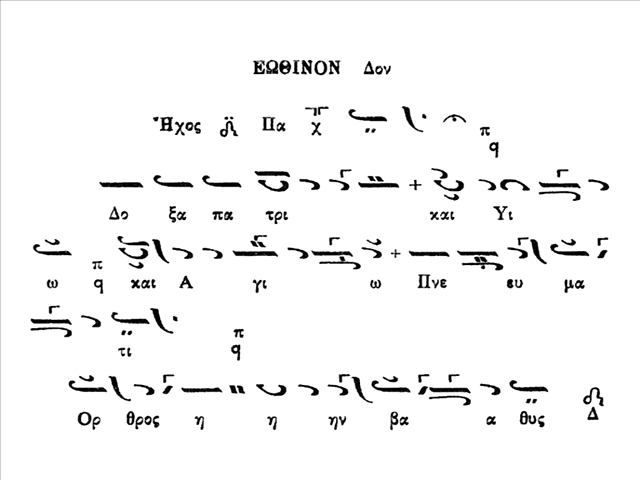 ΕΩΘΙΝΟΝ Δον
Ἦχος Πα χ π q
Δο ξα πα τρι και Υι
ω π q και Α γι ω Πνε ευ μα
τι π q
Ορ θρος η η ην βα α θυς Δ